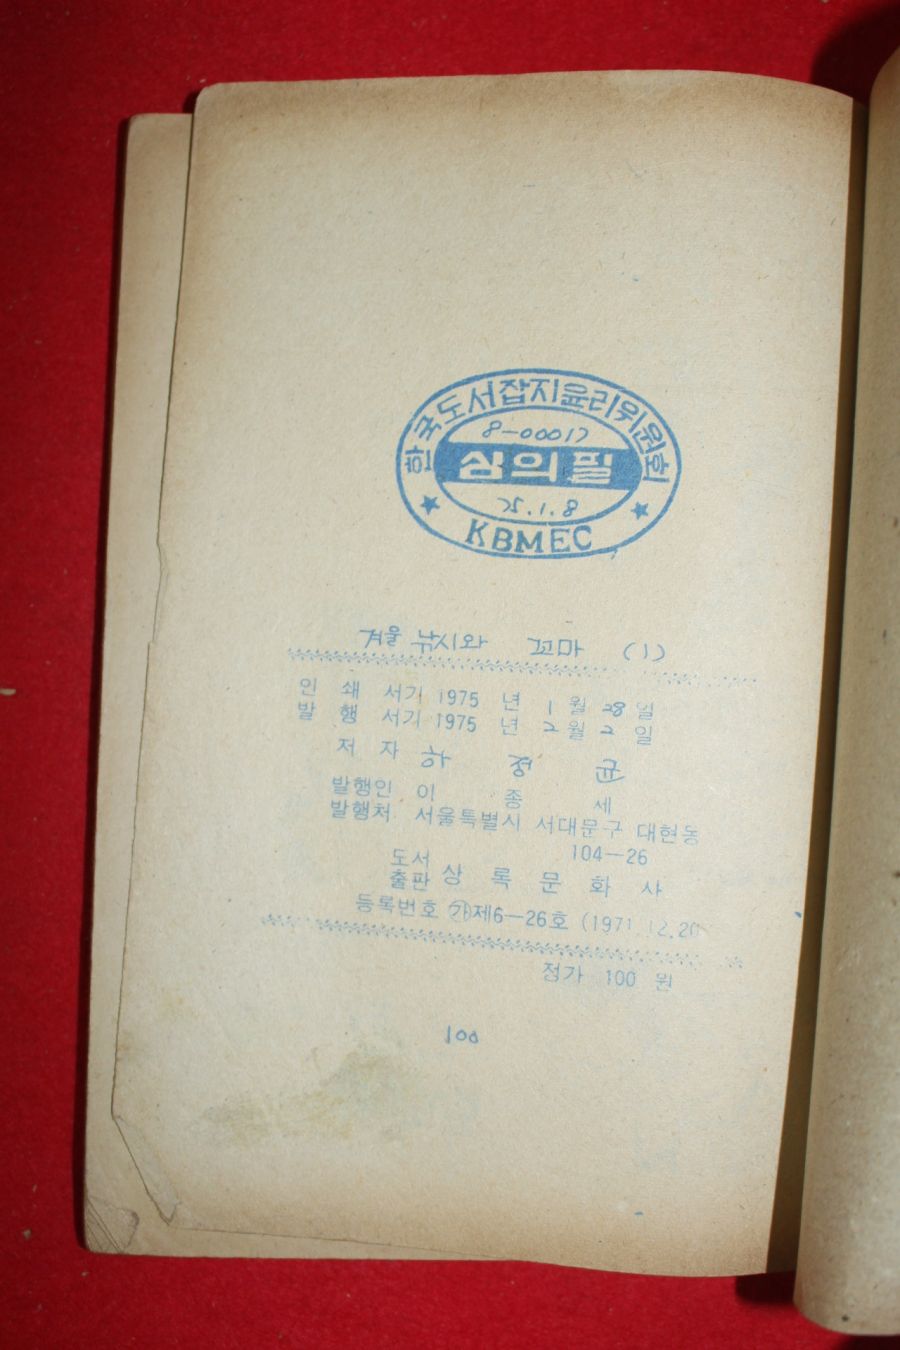 한국도서잡지윤리위원회
8-00017
심의필
75.1.8
KBMEC
겨울 낚시와 꼬마 (1)
인 쇄 서기 1975 년 1 월 28 일
발 행 서기 1975 년 2 월 2 일
저 자 하 정 균
발행인 이 종 세
발행처 서울특별시 서대문구 대현동
104-26
도서출판 상 록 문 화 사
등록번호 ㉮제6-26호 (1971 12.20
정가 100 원
100